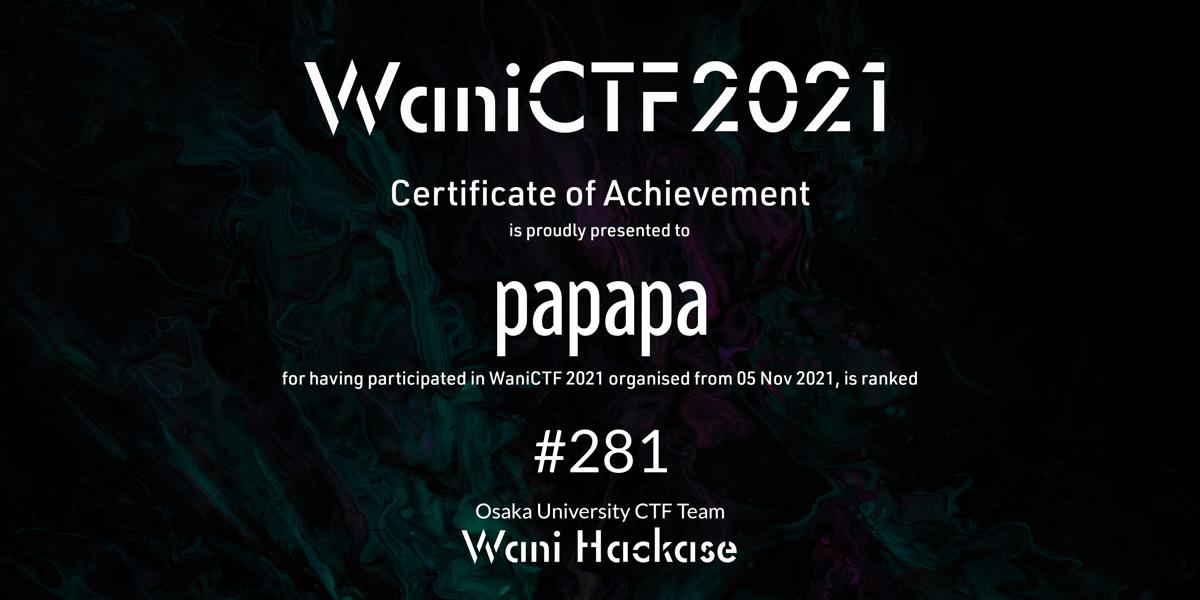 WaniCTF2021
Certificate of Achievement
is proudly presented to
papapa
for having participated in WaniCTF 2021 organised from 05 Nov 2021, is ranked
#281
Osaka University CTF Team
Wani Hackase